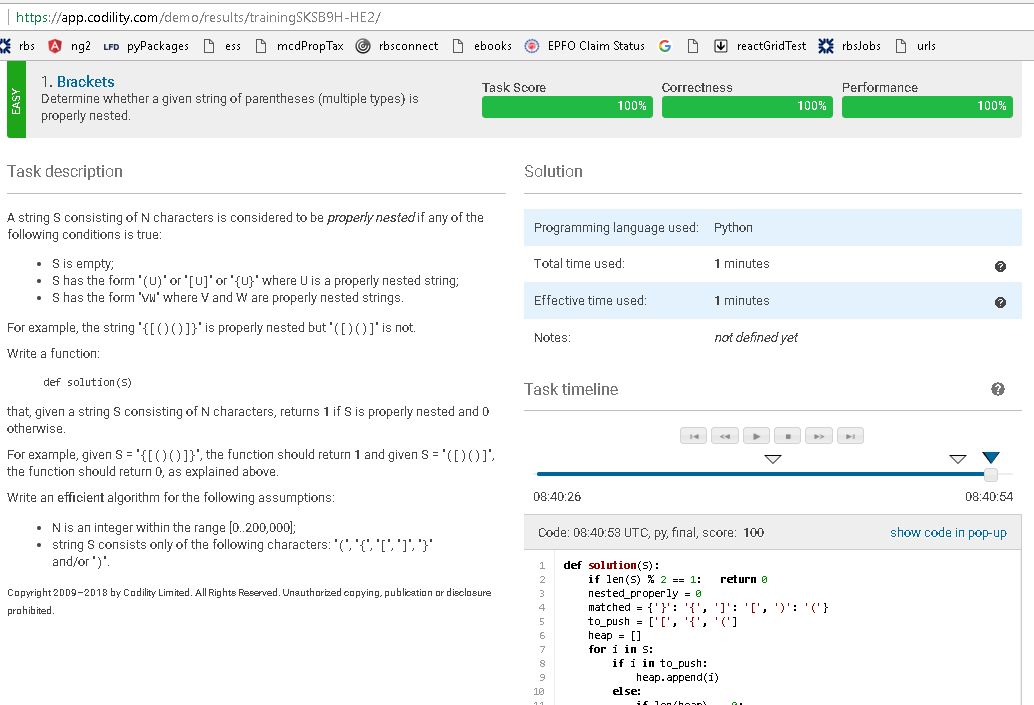 https://app.codility.com/demo/results/trainingSKSB9H-HE2/
rbs ng2 LFD pyPackages ess mcdPropTax rbsconnect ebooks EPFO Claim Status reactGridTest rbsJobs urls
EASY
1. Brackets
Determine whether a given string of parentheses (multiple types) is
properly nested.
Task Score
100%
Correctness
100%
Performance
100%
Task description
A string S consisting of N characters is considered to be properly nested if any of the
following conditions is true:
• S is empty;
• S has the form "(U)" or "[U]" or "{U}" where U is a properly nested string;
• S has the form "VW" where V and W are properly nested strings.
For example, the string "{[()()]}" is properly nested but "([)()]" is not.
Write a function:
def solution(S)
that, given a string S consisting of N characters, returns 1 if S is properly nested and 0
otherwise.
For example, given S = "{[()()]}", the function should return 1 and given S = "([)()]",
the function should return 0, as explained above.
Write an efficient algorithm for the following assumptions:
• N is an integer within the range [0..200,000];
• string S consists only of the following characters: "(", "{", "[", "]", "}"
and/or ")".
Copyright 2009–2018 by Codility Limited. All Rights Reserved. Unauthorized copying, publication or disclosure
prohibited.
Solution
Programming language used: Python
Total time used: 1 minutes
Effective time used: 1 minutes
Notes: not defined yet
Task timeline
08:40:26
08:40:54
Code: 08:40:53 UTC, py, final, score: 100
show code in pop-up
1 def solution(S):
2 if len(S) % 2 == 1: return 0
3 nested_properly = 0
4 matched = {'}': '{', ']': '[', ')': '('}
5 to_push = ['[', '{', '(']
6 heap = []
7 for i in S:
8 if i in to_push:
9 heap.append(i)
10 else:
11 if len(heap) == 0: